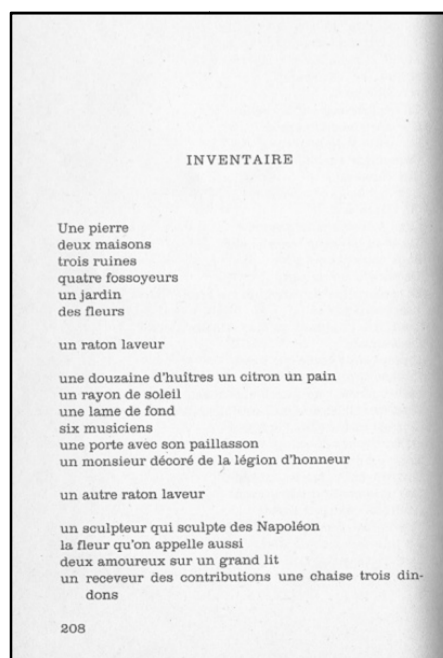 INVENTAIRE
Une pierre
deux maisons
trois ruines
quatre fossoyeurs
un jardin
des fleurs
un raton laveur
une douzaine d'huîtres un citron un pain
un rayon de soleil
une lame de fond
six musiciens
une porte avec son paillasson
un monsieur décoré de la légion d'honneur
un autre raton laveur
un sculpteur qui sculpte des Napoléon
la fleur qu'on appelle aussi
deux amoureux sur un grand lit
un receveur des contributions une chaise trois din-
dons
208